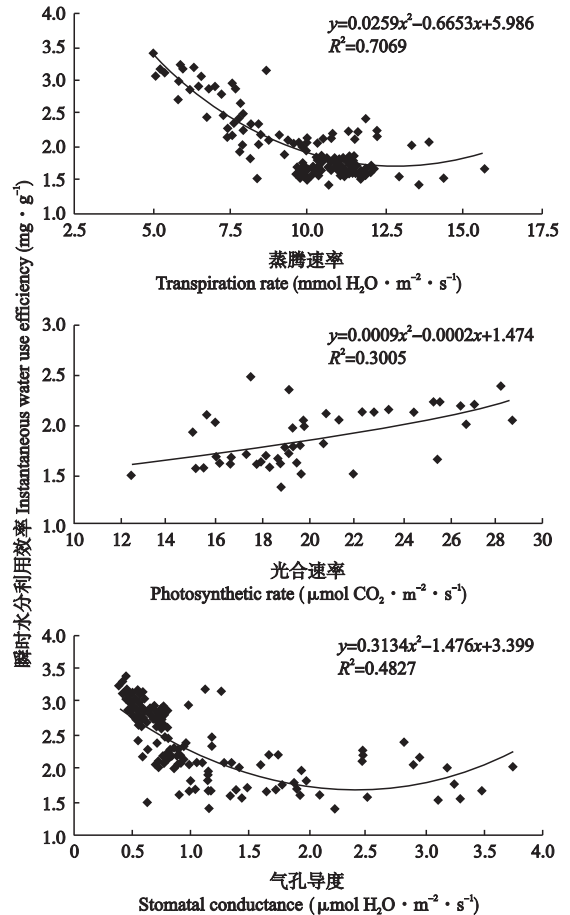 瞬时水分利用效率 Instantaneous water use efficiency (mg·g⁻¹)
4.0
3.5
3.0
2.5
2.0
1.5
1.0
y=0.0259x²−0.6653x+5.986
R²=0.7069
2.5 5.0 7.5 10.0 12.5 15.0 17.5
蒸腾速率
Transpiration rate (mmol H₂O·m⁻²·s⁻¹)
3.0
2.5
2.0
1.5
1.0
y=0.0009x²−0.0002x+1.474
R²=0.3005
10 12 14 16 18 20 22 24 26 28 30
光合速率
Photosynthetic rate (μmol CO₂·m⁻²·s⁻¹)
4.0
3.5
3.0
2.5
2.0
1.5
1.0
y=0.3134x²−1.476x+3.399
R²=0.4827
0 0.5 1.0 1.5 2.0 2.5 3.0 3.5 4.0
气孔导度
Stomatal conductance (μmol H₂O·m⁻²·s⁻¹)